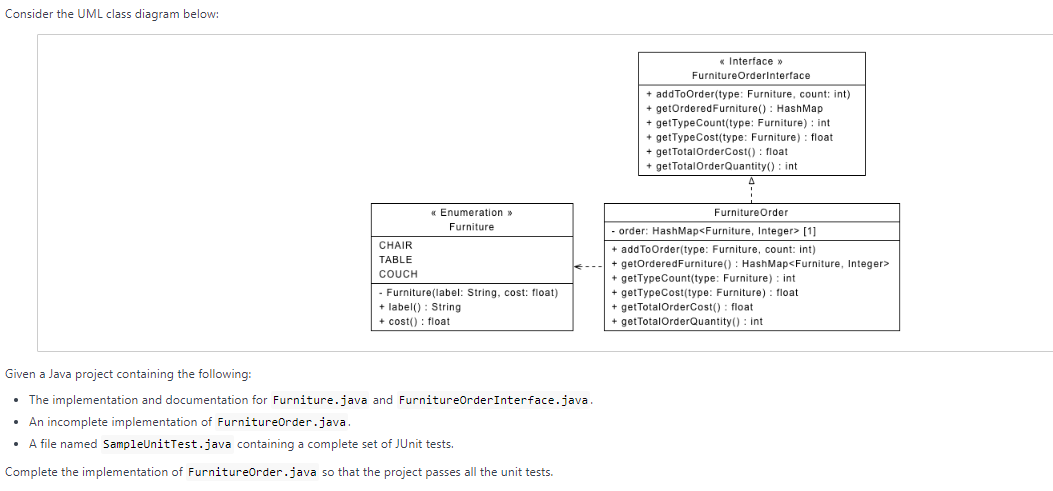 Consider the UML class diagram below:
« Interface »
FurnitureOrderInterface
+ addToOrder(type: Furniture, count: int)
+ getOrderedFurniture() : HashMap
+ getTypeCount(type: Furniture) : int
+ getTypeCost(type: Furniture) : float
+ getTotalOrderCost() : float
+ getTotalOrderQuantity() : int
« Enumeration »
Furniture
CHAIR
TABLE
COUCH
- Furniture(label: String, cost: float)
+ label() : String
+ cost() : float
FurnitureOrder
- order: HashMap<Furniture, Integer> [1]
+ addToOrder(type: Furniture, count: int)
+ getOrderedFurniture() : HashMap<Furniture, Integer>
+ getTypeCount(type: Furniture) : int
+ getTypeCost(type: Furniture) : float
+ getTotalOrderCost() : float
+ getTotalOrderQuantity() : int
Given a Java project containing the following:
• The implementation and documentation for Furniture.java and FurnitureOrderInterface.java.
• An incomplete implementation of FurnitureOrder.java.
• A file named SampleUnitTest.java containing a complete set of JUnit tests.
Complete the implementation of FurnitureOrder.java so that the project passes all the unit tests.